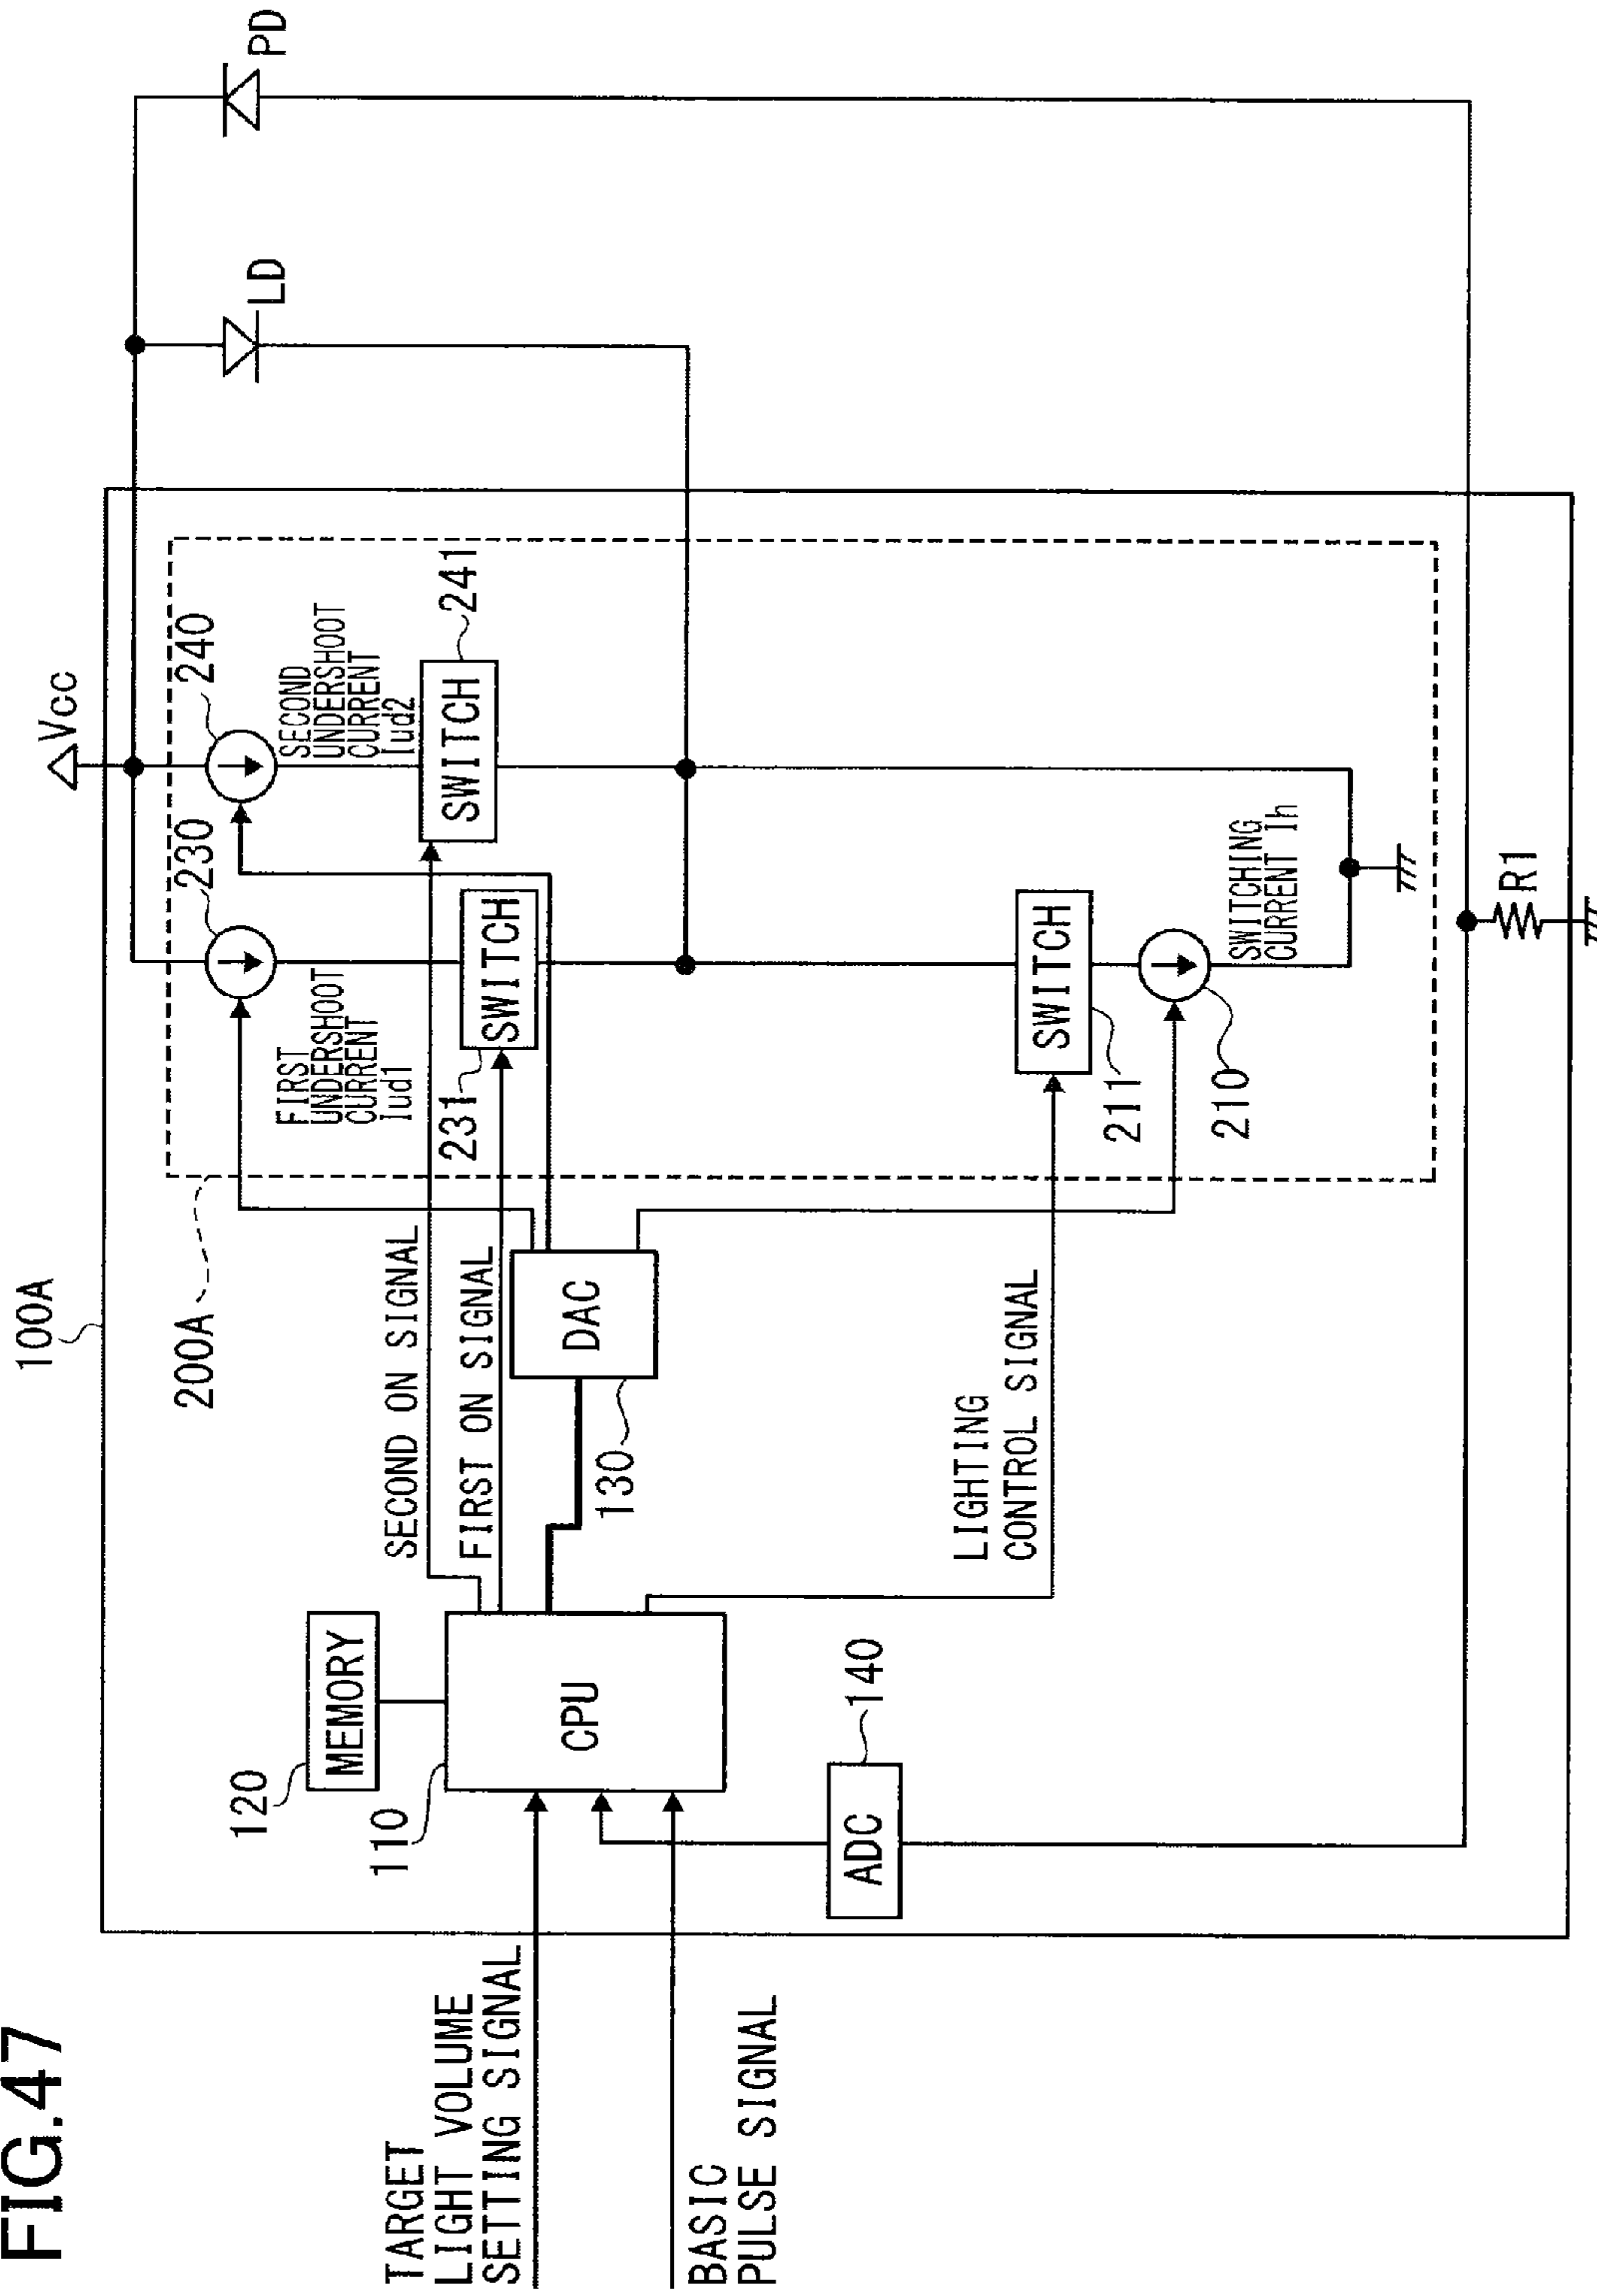 FIG.47
100A
200A
Vcc
PD
LD
TARGET
LIGHT VOLUME
SETTING SIGNAL
BASIC
PULSE SIGNAL
120
MEMORY
110
CPU
ADC
140
SECOND ON SIGNAL
FIRST ON SIGNAL
DAC
130
LIGHTING
CONTROL SIGNAL
230
FIRST
UNDERSHOOT
CURRENT
Iud1
231
SWITCH
240
SECOND
UNDERSHOOT
CURRENT
Iud2
241
SWITCH
SWITCH
211
210
SWITCHING
CURRENT Ih
R1